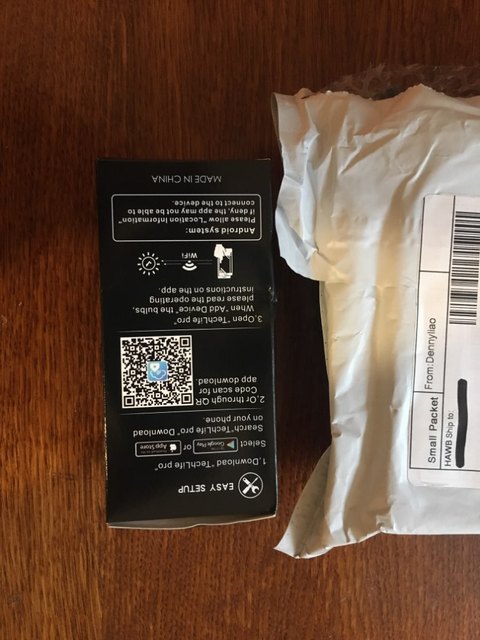 EASY SETUP
1.Download "TechLife pro"
Select
Google Play
or
App Store
Search"TechLife pro" Download
on your phone.
2.Or through QR
Code scan for
app download.
3.Open "TechLife pro"
When "Add Device",the bulbs,
please read the operating
instructions on the app.
WiFi
Android system:
Please allow "Location Information"
if deny, the app may not be able to
connect to the device.
MADE IN CHINA
Small Packet
From:Dennyliao
HAWB Ship to: